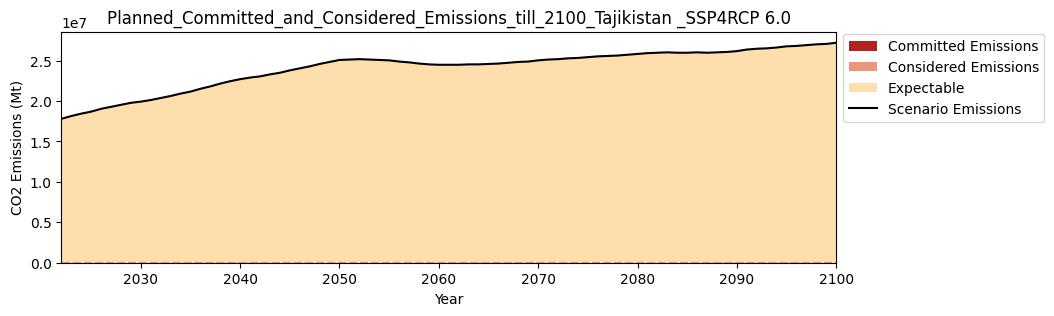 Planned_Committed_and_Considered_Emissions_till_2100_Tajikistan _SSP4RCP 6.0
1e7
CO2 Emissions (Mt)
2.5
2.0
1.5
1.0
0.5
0.0
2030 2040 2050 2060 2070 2080 2090 2100
Year
Committed Emissions
Considered Emissions
Expectable
Scenario Emissions